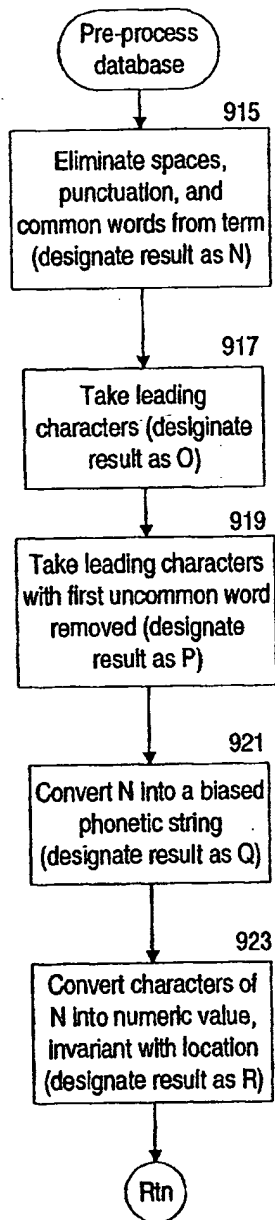 Pre-process
database
915
Eliminate spaces,
punctuation, and
common words from term
(designate result as N)
917
Take leading
characters (desiginate
result as O)
919
Take leading characters
with first uncommon word
removed (designate
result as P)
921
Convert N into a biased
phonetic string
(designate result as Q)
923
Convert characters of
N into numeric value,
invariant with location
(designate result as R)
Rtn